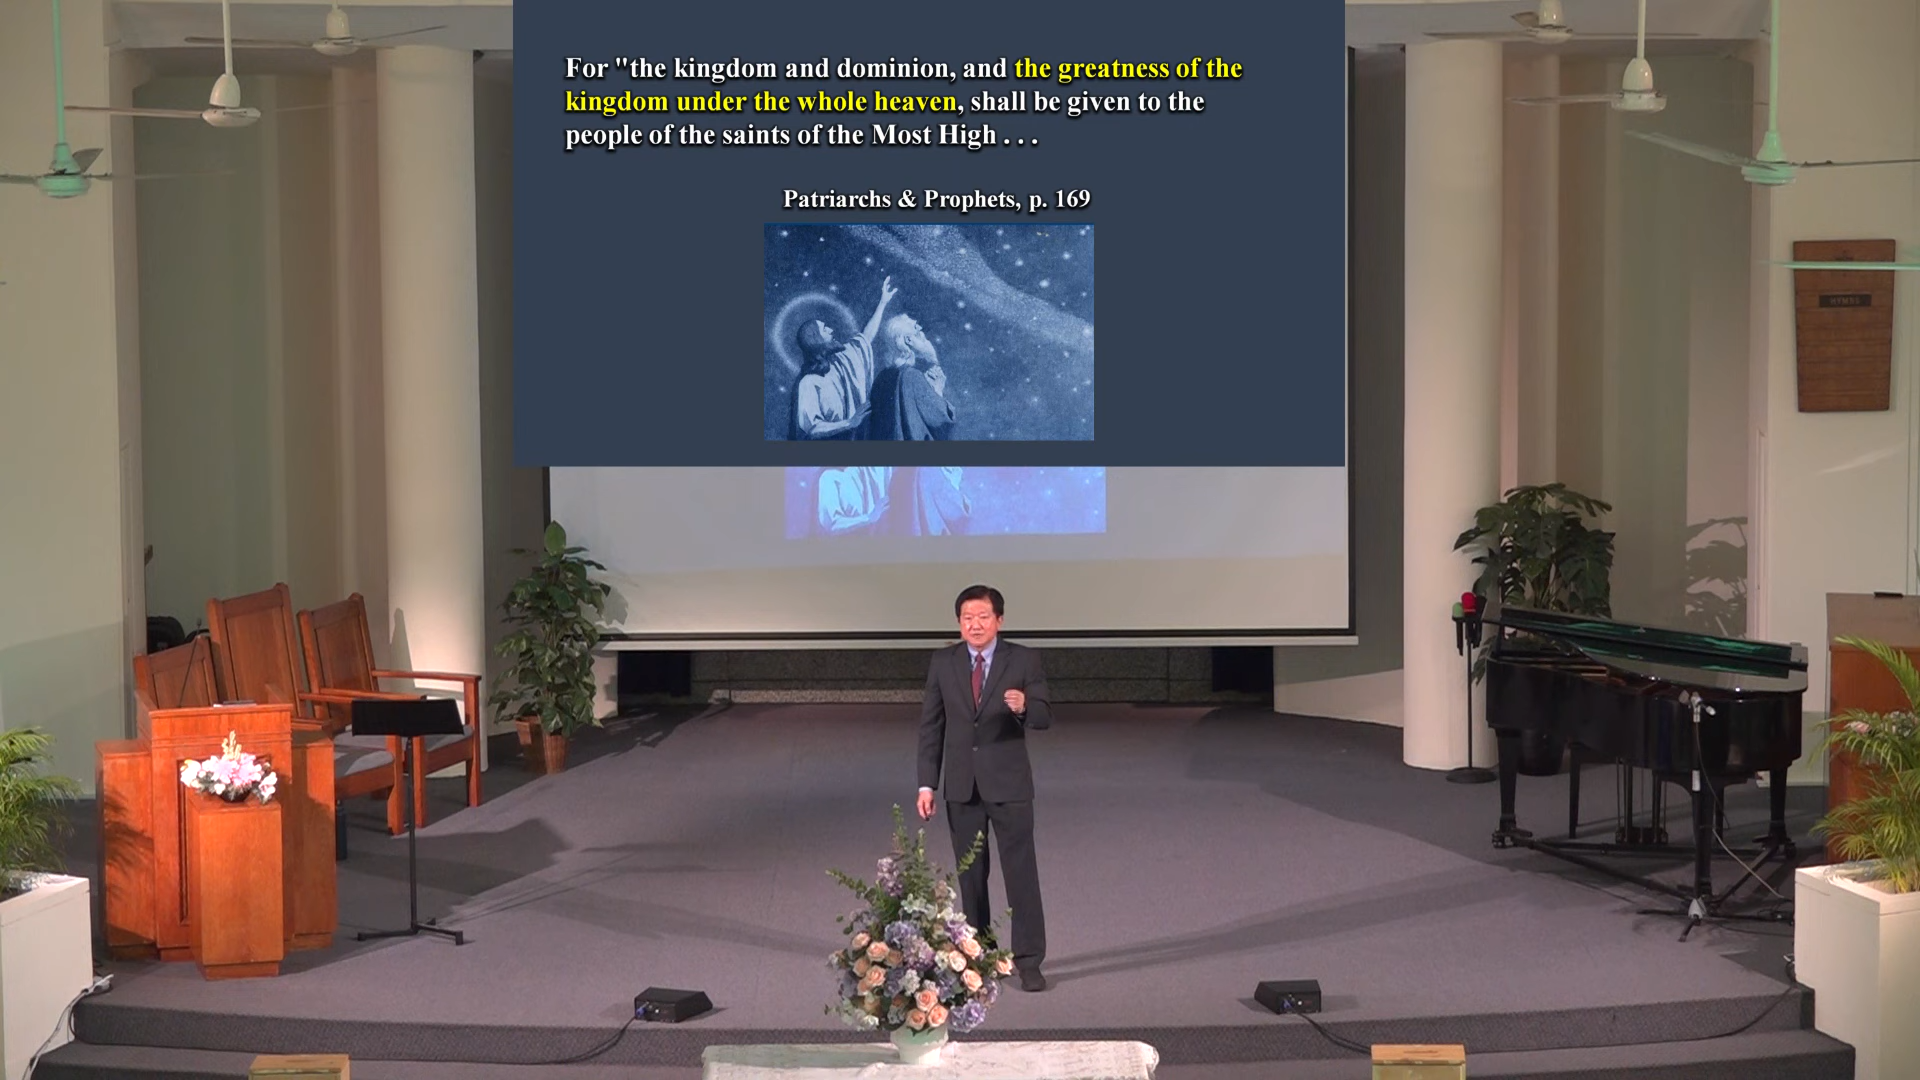 For "the kingdom and dominion, and the greatness of the
kingdom under the whole heaven, shall be given to the
people of the saints of the Most High . . .
Patriarchs & Prophets, p. 169
HYMNS